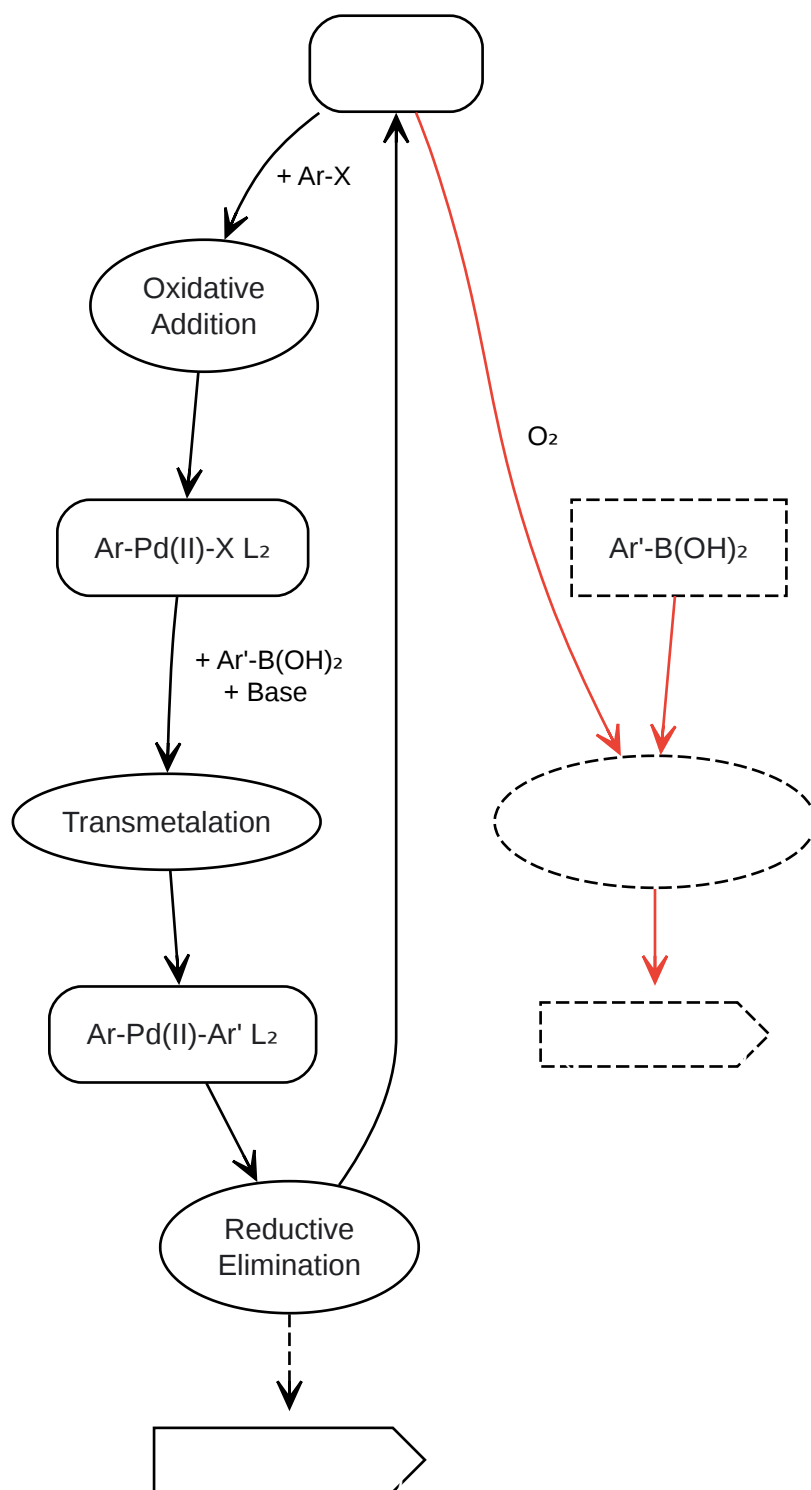 + Ar-X
Oxidative
Addition
O₂
Ar-Pd(II)-X L₂
Ar'-B(OH)₂
+ Ar'-B(OH)₂
+ Base
Transmetalation
Ar-Pd(II)-Ar' L₂
Reductive
Elimination